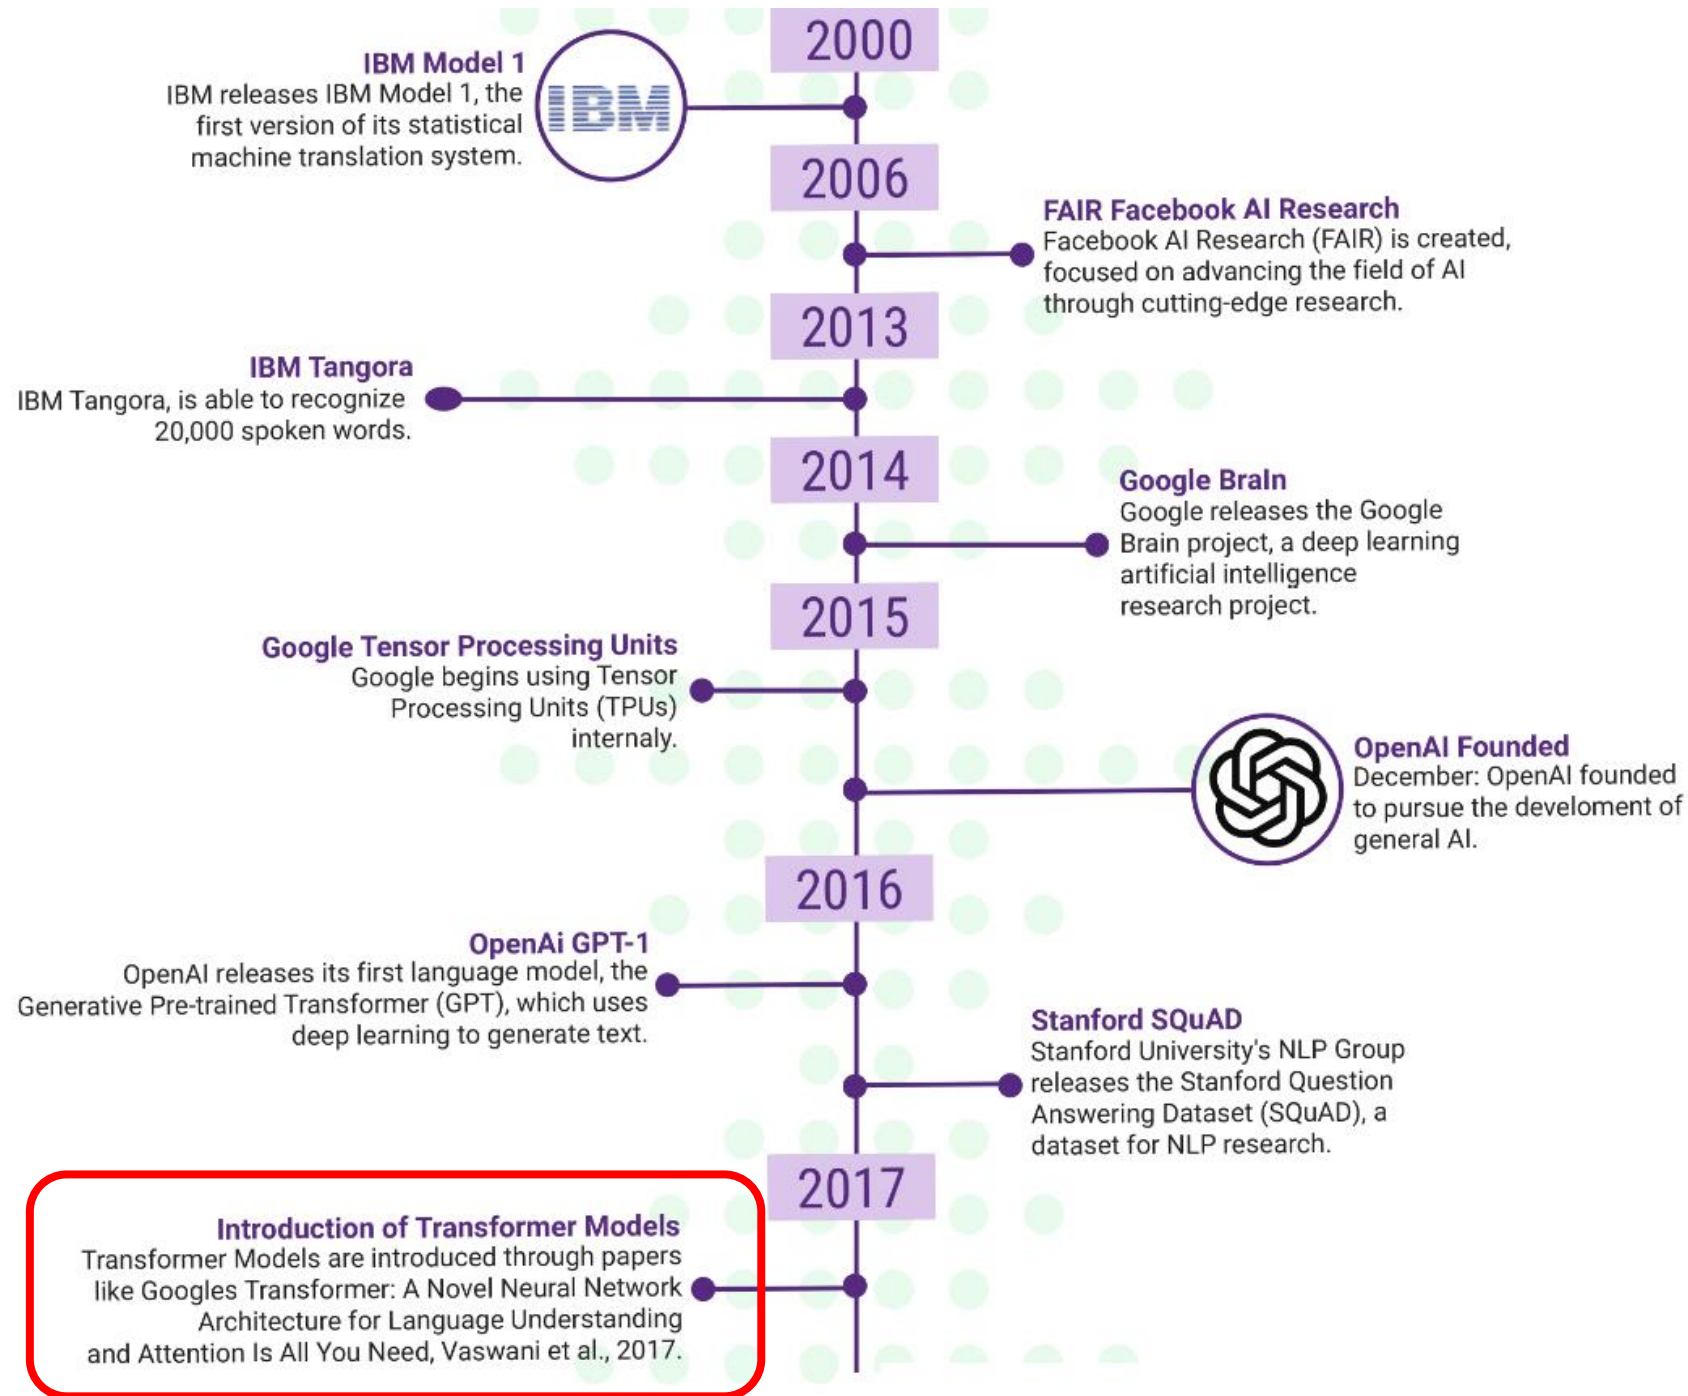 2000
IBM Model 1
IBM releases IBM Model 1, the
first version of its statistical
machine translation system.
IBM
2006
FAIR Facebook AI Research
Facebook AI Research (FAIR) is created,
focused on advancing the field of AI
through cutting-edge research.
2013
IBM Tangora
IBM Tangora, is able to recognize
20,000 spoken words.
2014
Google BraIn
Google releases the Google
Brain project, a deep learning
artificial intelligence
research project.
2015
Google Tensor Processing Units
Google begins using Tensor
Processing Units (TPUs)
internaly.
OpenAI Founded
December: OpenAI founded
to pursue the develoment of
general AI.
2016
OpenAi GPT-1
OpenAI releases its first language model, the
Generative Pre-trained Transformer (GPT), which uses
deep learning to generate text.
Stanford SQuAD
Stanford University's NLP Group
releases the Stanford Question
Answering Dataset (SQuAD), a
dataset for NLP research.
2017
Introduction of Transformer Models
Transformer Models are introduced through papers
like Googles Transformer: A Novel Neural Network
Architecture for Language Understanding
and Attention Is All You Need, Vaswani et al., 2017.